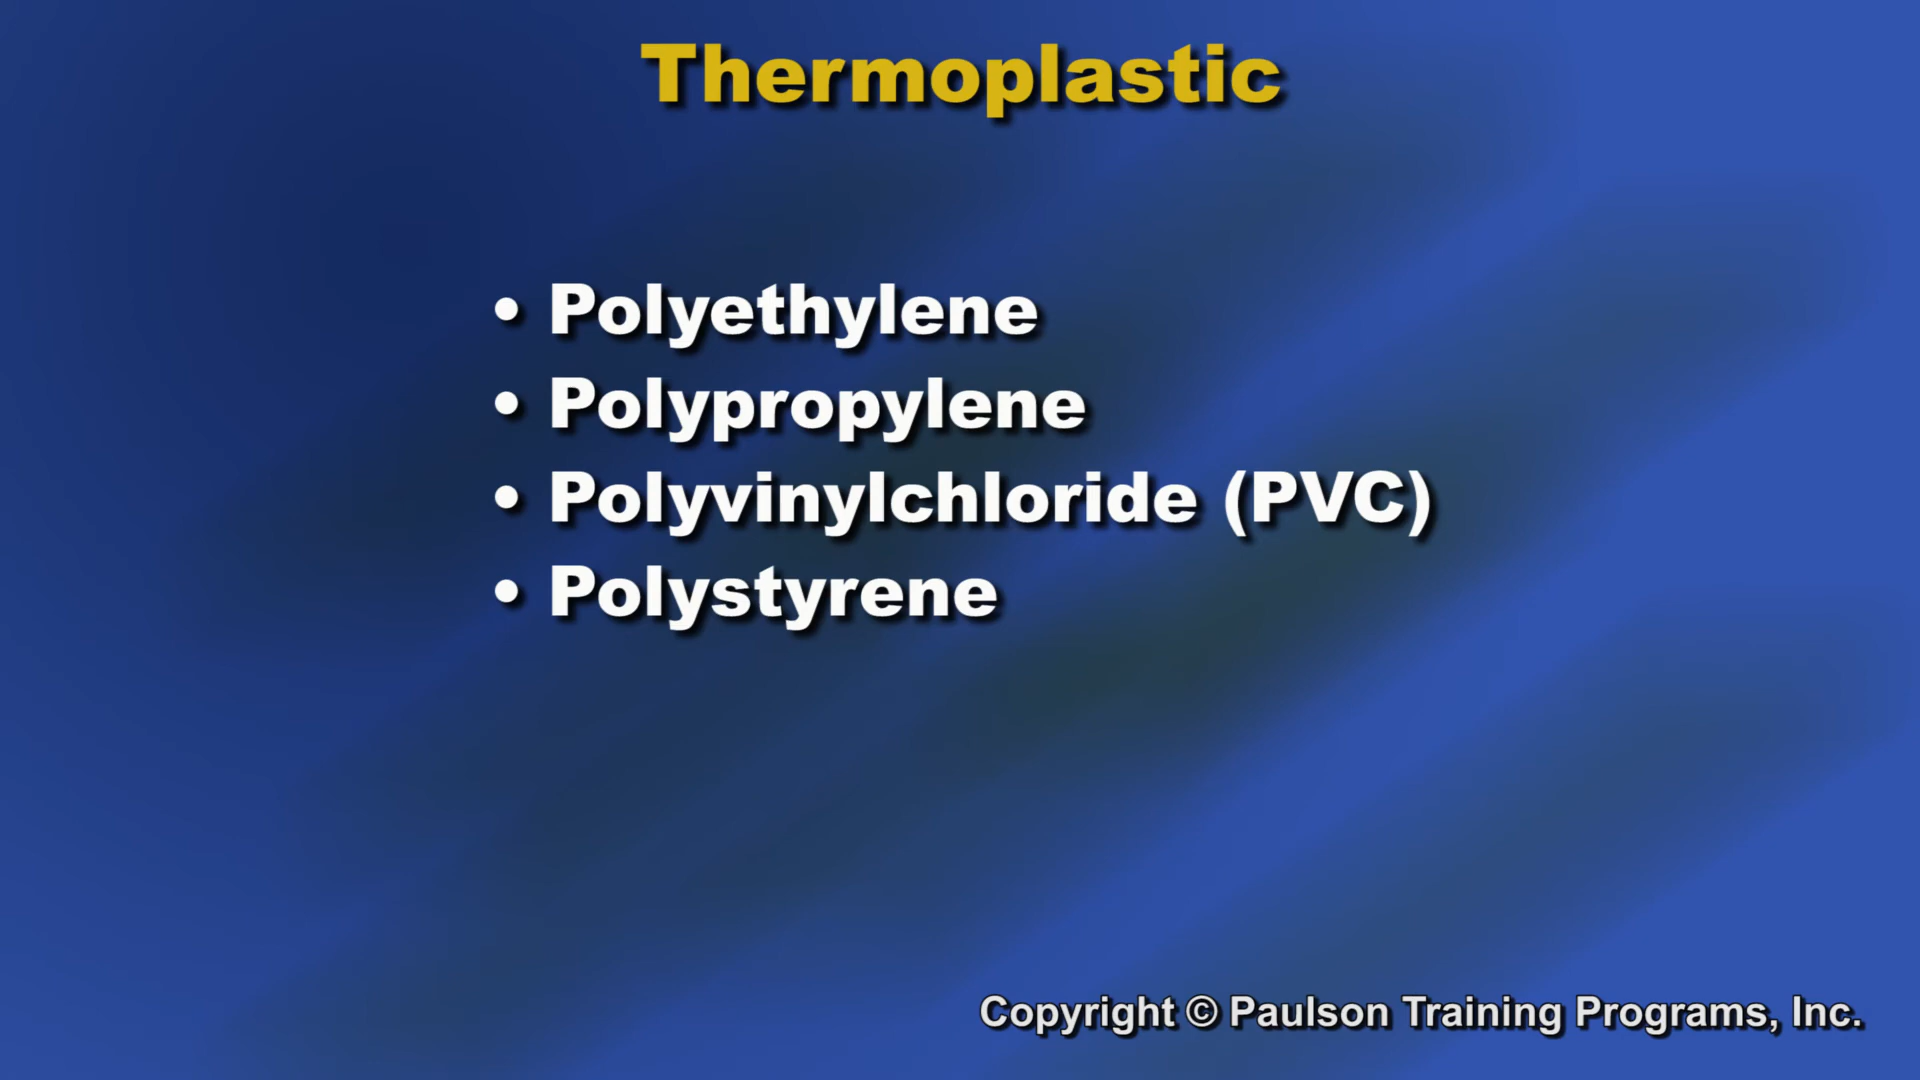 Thermoplastic
• Polyethylene
• Polypropylene
• Polyvinylchloride (PVC)
• Polystyrene
Copyright © Paulson Training Programs, Inc.